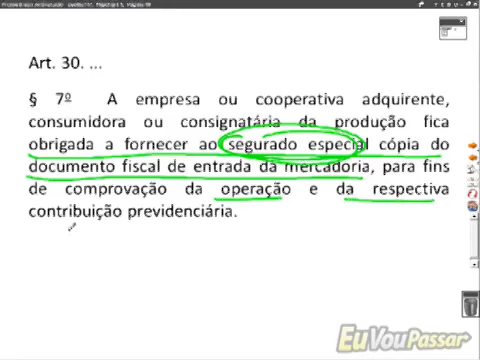 Art. 30. ...
§ 7º A empresa ou cooperativa adquirente,
consumidora ou consignatária da produção fica
obrigada a fornecer ao segurado especial cópia do
documento fiscal de entrada da mercadoria, para fins
de comprovação da operação e da respectiva
contribuição previdenciária.
EuVouPassar